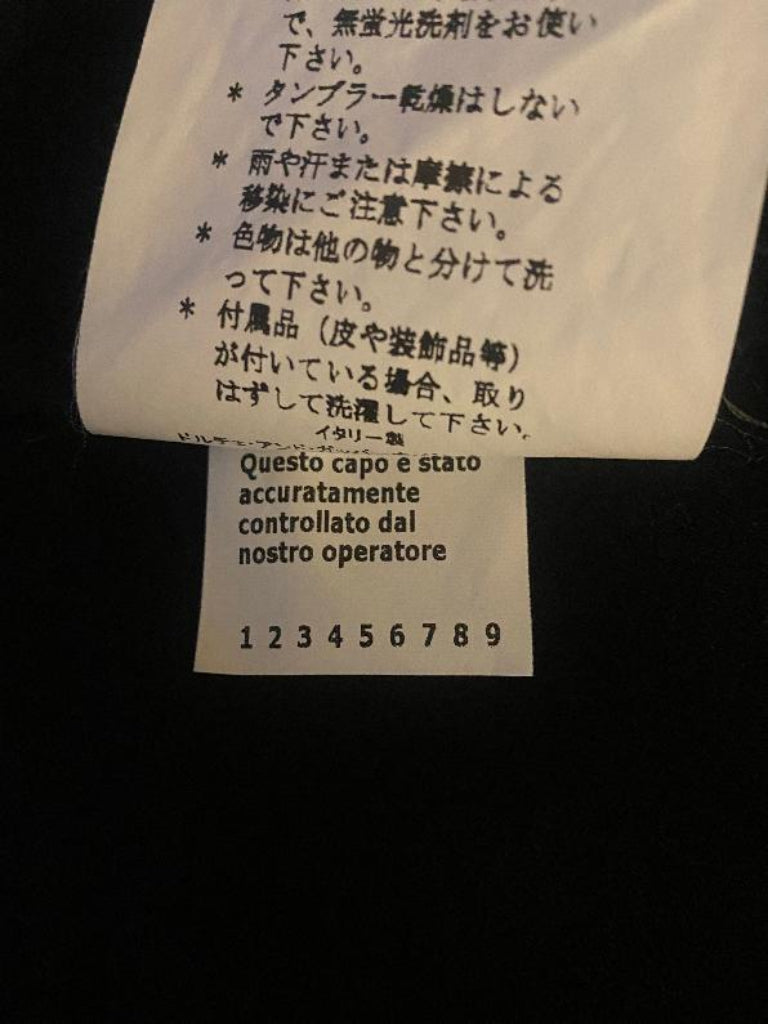 で、無蛍光洗剤をお使い
下さい。
* タンブラー乾燥はしない
で下さい。
* 雨や汗または摩擦による
移染にご注意下さい。
* 色物は他の物と分けて洗
って下さい。
* 付属品（皮や装飾品等）
が付いている場合、取り
はずして洗濯して下さい。
イタリー製
Questo capo è stato
accuratamente
controllato dal
nostro operatore
1 2 3 4 5 6 7 8 9